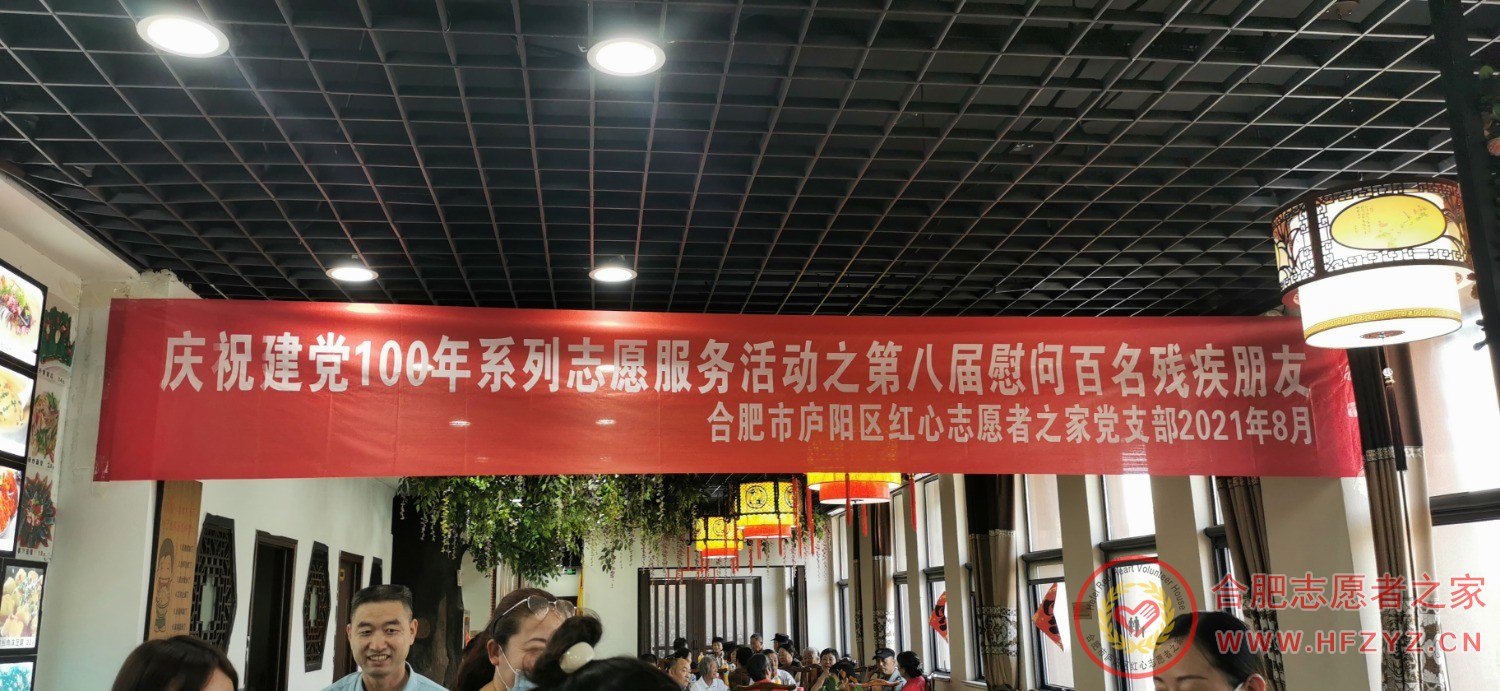 庆祝建党100年系列志愿服务活动之第八届慰问百名残疾朋友
合肥市庐阳区红心志愿者之家党支部2021年8月
合肥志愿者之家
WWW.HFZYZ.CN
Heart Volunteer House